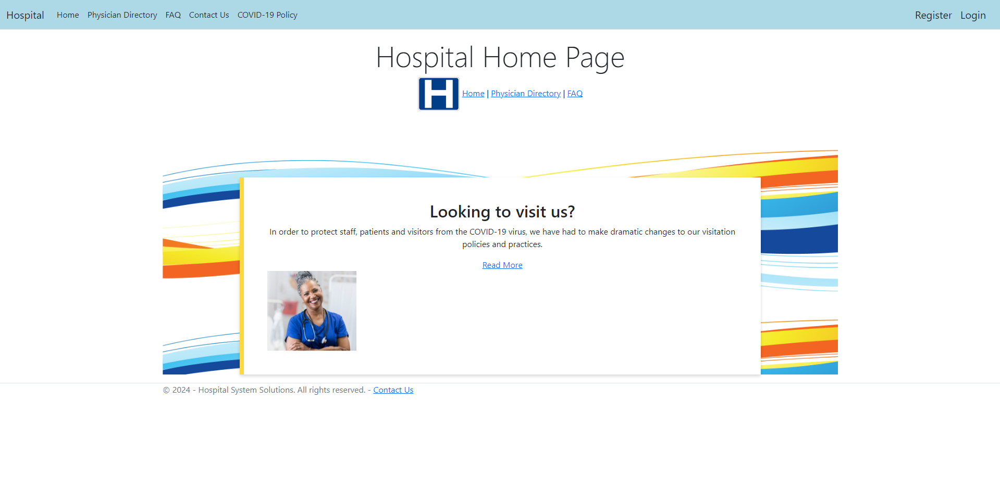 Hospital Home Physician Directory FAQ Contact Us COVID-19 Policy Register Login
Hospital Home Page
H Home | Physician Directory | FAQ
Looking to visit us?
In order to protect staff, patients and visitors from the COVID-19 virus, we have had to make dramatic changes to our visitation
policies and practices.
Read More
© 2024 - Hospital System Solutions. All rights reserved. - Contact Us